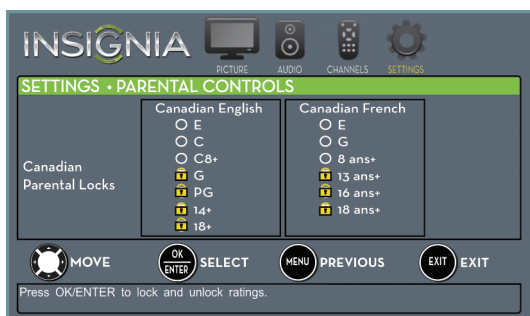 INSIGNIA
PICTURE AUDIO CHANNELS SETTINGS
SETTINGS • PARENTAL CONTROLS
Canadian
Parental Locks
Canadian English
E
C
C8+
G
PG
14+
18+
Canadian French
E
G
8 ans+
13 ans+
16 ans+
18 ans+
MOVE
OK
ENTER
SELECT
MENU PREVIOUS
EXIT EXIT
Press OK/ENTER to lock and unlock ratings.